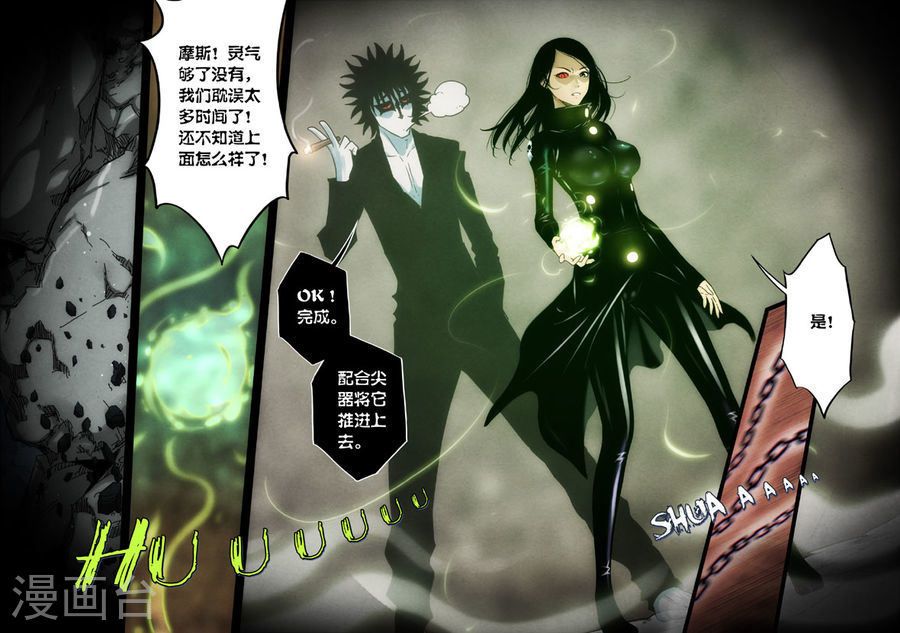 摩斯！灵气
够了没有，
我们耽误太
多时间了！
还不知道上
面怎么样了！
OK！
完成。
配合尖
器将它
推进上
去。
是！
HUUUUUUU
SHUAAAAAA
漫画台